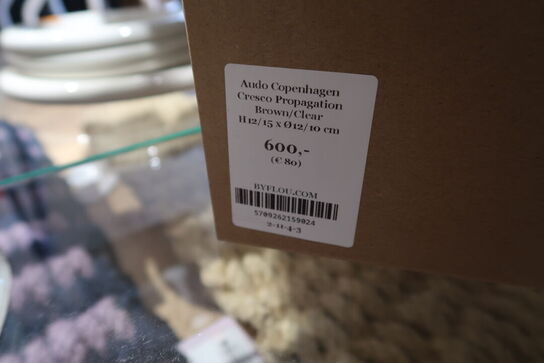 Audo Copenhagen
Cresco Propagation
Brown/Clear
H12/15 x Ø12/10 cm
600,-
(€ 80)
BYFLOU.COM
5709262159024
2-11-4-3